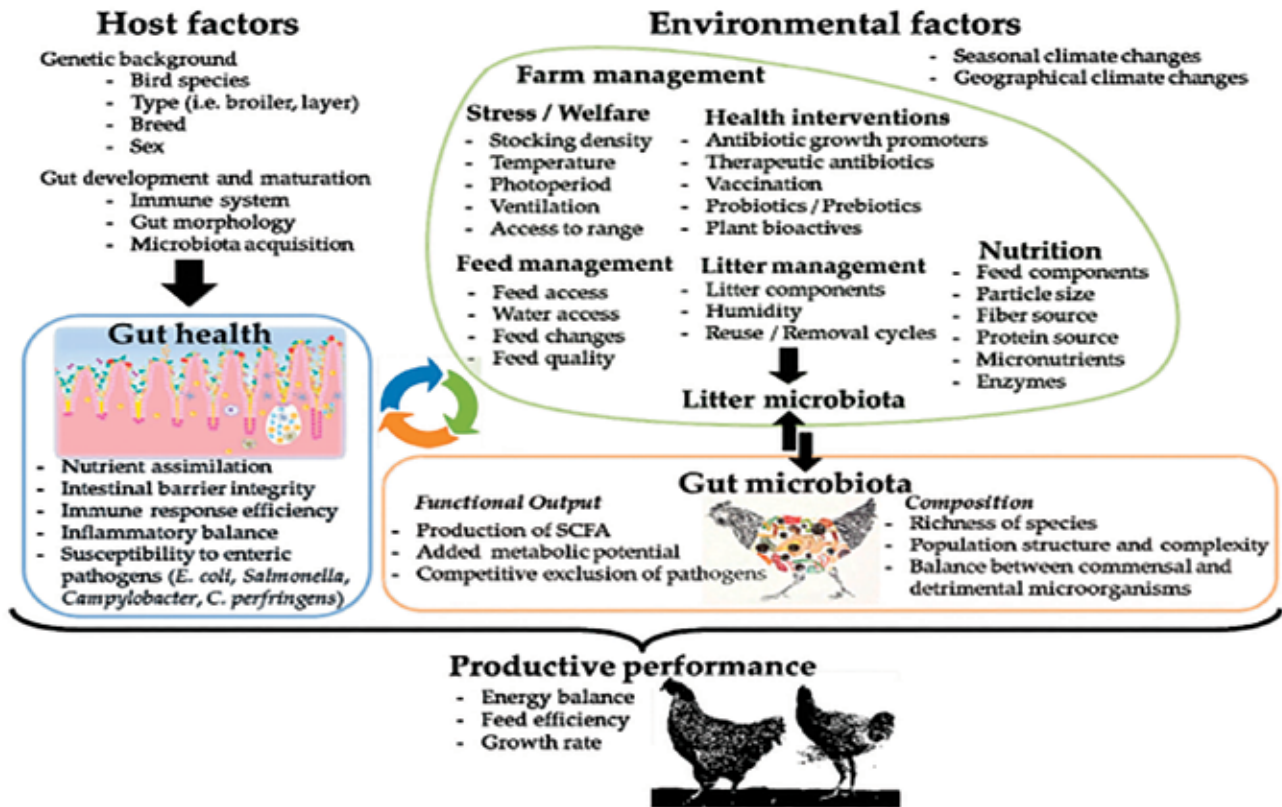 Host factors
Genetic background
- Bird species
- Type (i.e. broiler, layer)
- Breed
- Sex
Gut development and maturation
- Immune system
- Gut morphology
- Microbiota acquisition
Environmental factors
- Seasonal climate changes
- Geographical climate changes
Farm management
Stress / Welfare
- Stocking density
- Temperature
- Photoperiod
- Ventilation
- Access to range
Health interventions
- Antibiotic growth promoters
- Therapeutic antibiotics
- Vaccination
- Probiotics / Prebiotics
- Plant bioactives
Feed management
- Feed access
- Water access
- Feed changes
- Feed quality
Litter management
- Litter components
- Humidity
- Reuse / Removal cycles
Nutrition
- Feed components
- Particle size
- Fiber source
- Protein source
- Micronutrients
- Enzymes
Litter microbiota
Gut health
- Nutrient assimilation
- Intestinal barrier integrity
- Immune response efficiency
- Inflammatory balance
- Susceptibility to enteric
pathogens (E. coli, Salmonella,
Campylobacter, C. perfringens)
Gut microbiota
Functional Output
- Production of SCFA
- Added metabolic potential
- Competitive exclusion of pathogens
Composition
- Richness of species
- Population structure and complexity
- Balance between commensal and
detrimental microorganisms
Productive performance
- Energy balance
- Feed efficiency
- Growth rate